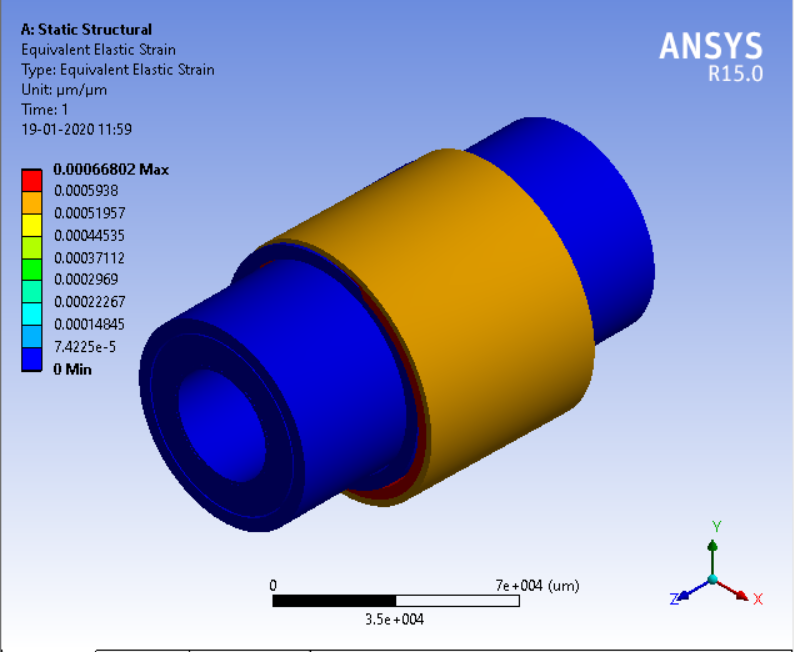 A: Static Structural
Equivalent Elastic Strain
Type: Equivalent Elastic Strain
Unit: µm/µm
Time: 1
19-01-2020 11:59
ANSYS
R15.0
0.00066802 Max
0.0005938
0.00051957
0.00044535
0.00037112
0.0002969
0.00022267
0.00014845
7.4225e-5
0 Min
0
7e+004 (um)
3.5e+004
Y
Z
X